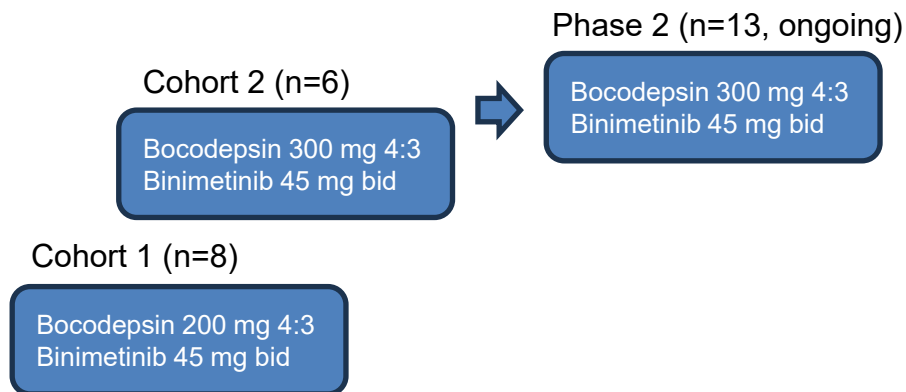 Phase 2 (n=13, ongoing)
Bocodepsin 300 mg 4:3
Binimetinib 45 mg bid
Cohort 2 (n=6)
Bocodepsin 300 mg 4:3
Binimetinib 45 mg bid
Cohort 1 (n=8)
Bocodepsin 200 mg 4:3
Binimetinib 45 mg bid